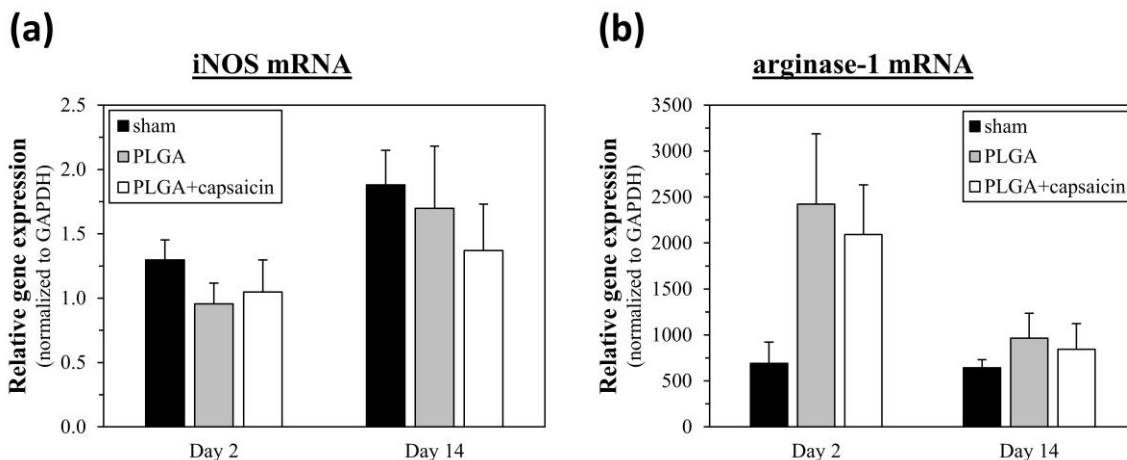 (a)
iNOS mRNA
Relative gene expression
(normalized to GAPDH)
2.5
2.0
1.5
1.0
0.5
0.0
sham
PLGA
PLGA+capsaicin
Day 2
Day 14
(b)
arginase-1 mRNA
Relative gene expression
(normalized to GAPDH)
3500
3000
2500
2000
1500
1000
500
0
sham
PLGA
PLGA+capsaicin
Day 2
Day 14